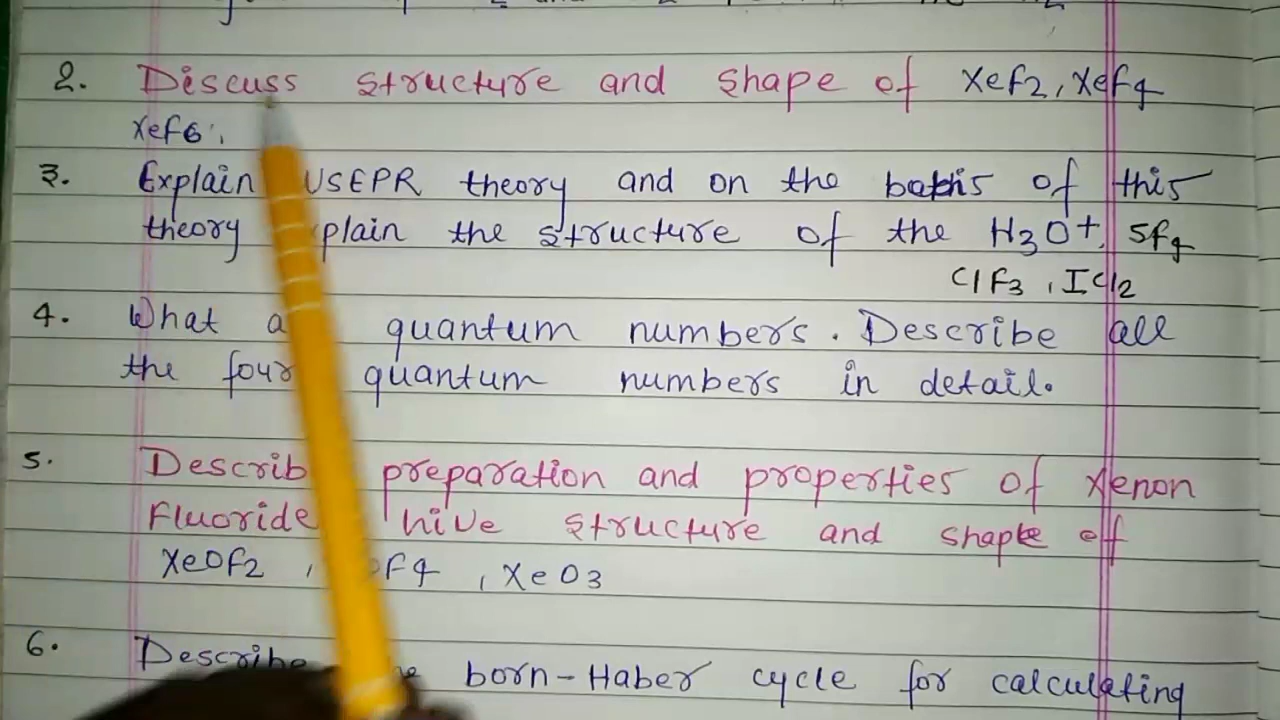 2. Discuss structure and shape of XeF2, XeF4
XeF6,
3. Explain VSEPR theory and on the basis of this
theory plain the structure of the H3O+, SF4
ClF3, ICl2
4. What a quantum numbers. Describe all
the four quantum numbers in detail.
5. Describ preparation and properties of Xenon
Fluoride hive structure and shape of
XeOF2, OF4, XeO3
6. Describe born-Haber cycle for calculating